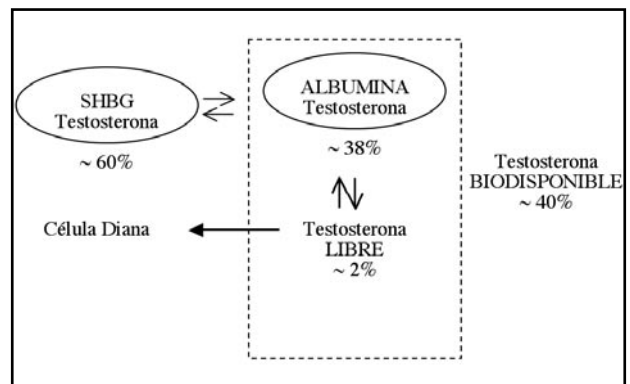 SHBG
Testosterona
~ 60%
ALBUMINA
Testosterona
~ 38%
Testosterona
BIODISPONIBLE
~ 40%
Célula Diana
Testosterona
LIBRE
~ 2%